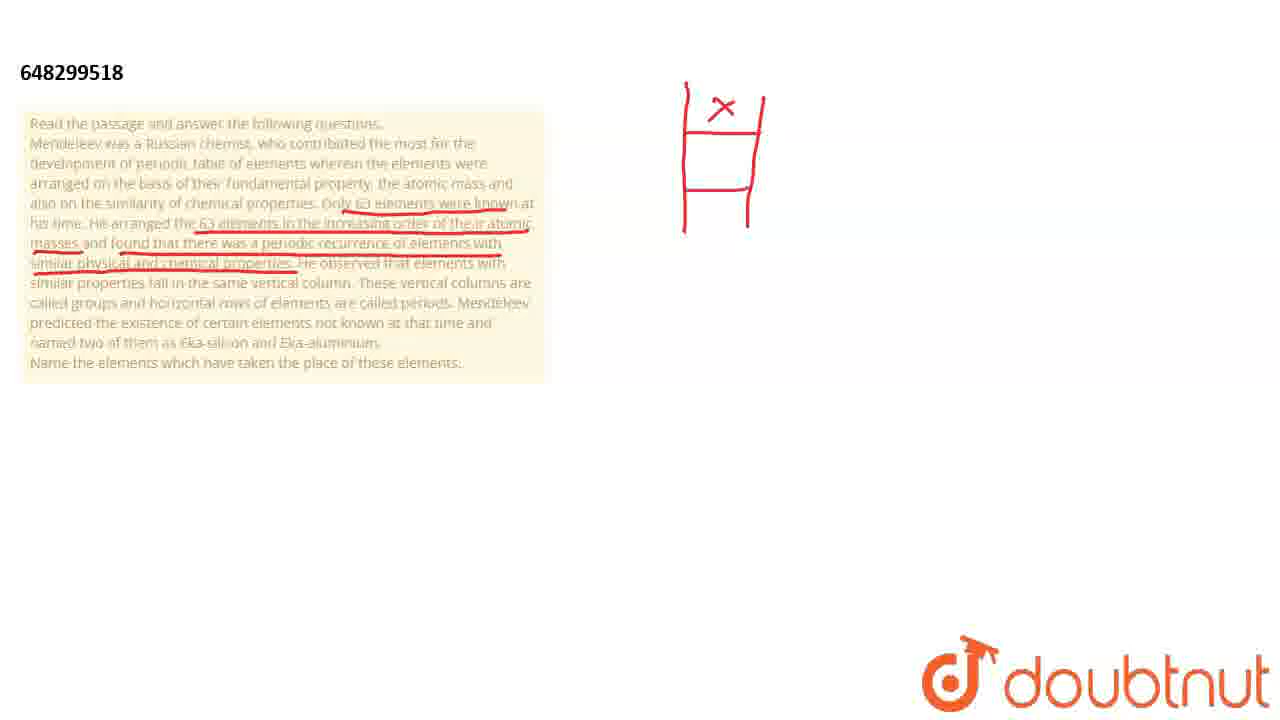 648299518
Read the passage and answer the following questions.
Mendeleev was a Russian chemist, who contributed the most for the
development of periodic table of elements wherein the elements were
arranged on the basis of their fundamental property, the atomic mass and
also on the similarity of chemical properties. Only 63 elements were known at
his time. He arranged the 63 elements in the increasing order of their atomic
masses and found that there was a periodic recurrence of elements with
similar physical and chemical properties. He observed that elements with
similar properties fall in the same vertical column. These vertical columns are
called groups and horizontal rows of elements are called periods. Mendeleev
predicted the existence of certain elements not known at that time and
named two of them as Eka-silicon and Eka-aluminium.
Name the elements which have taken the place of these elements.
x
doubtnut